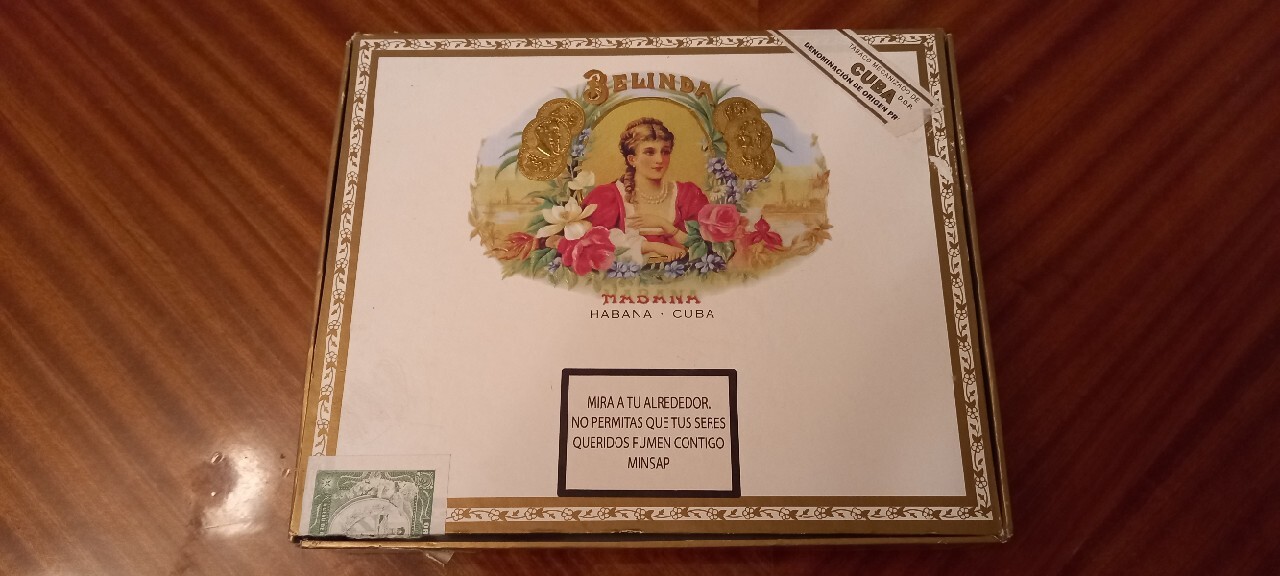 BELINDA
TABACO MECANIZADO DE
CUBA D.O.P.
DENOMINACIÓN DE ORIGEN PR
HABANA
HABANA · CUBA
MIRA A TU ALREDEDOR.
NO PERMITAS QUE TUS SERES
QUERIDOS FUMEN CONTIGO
MINSAP